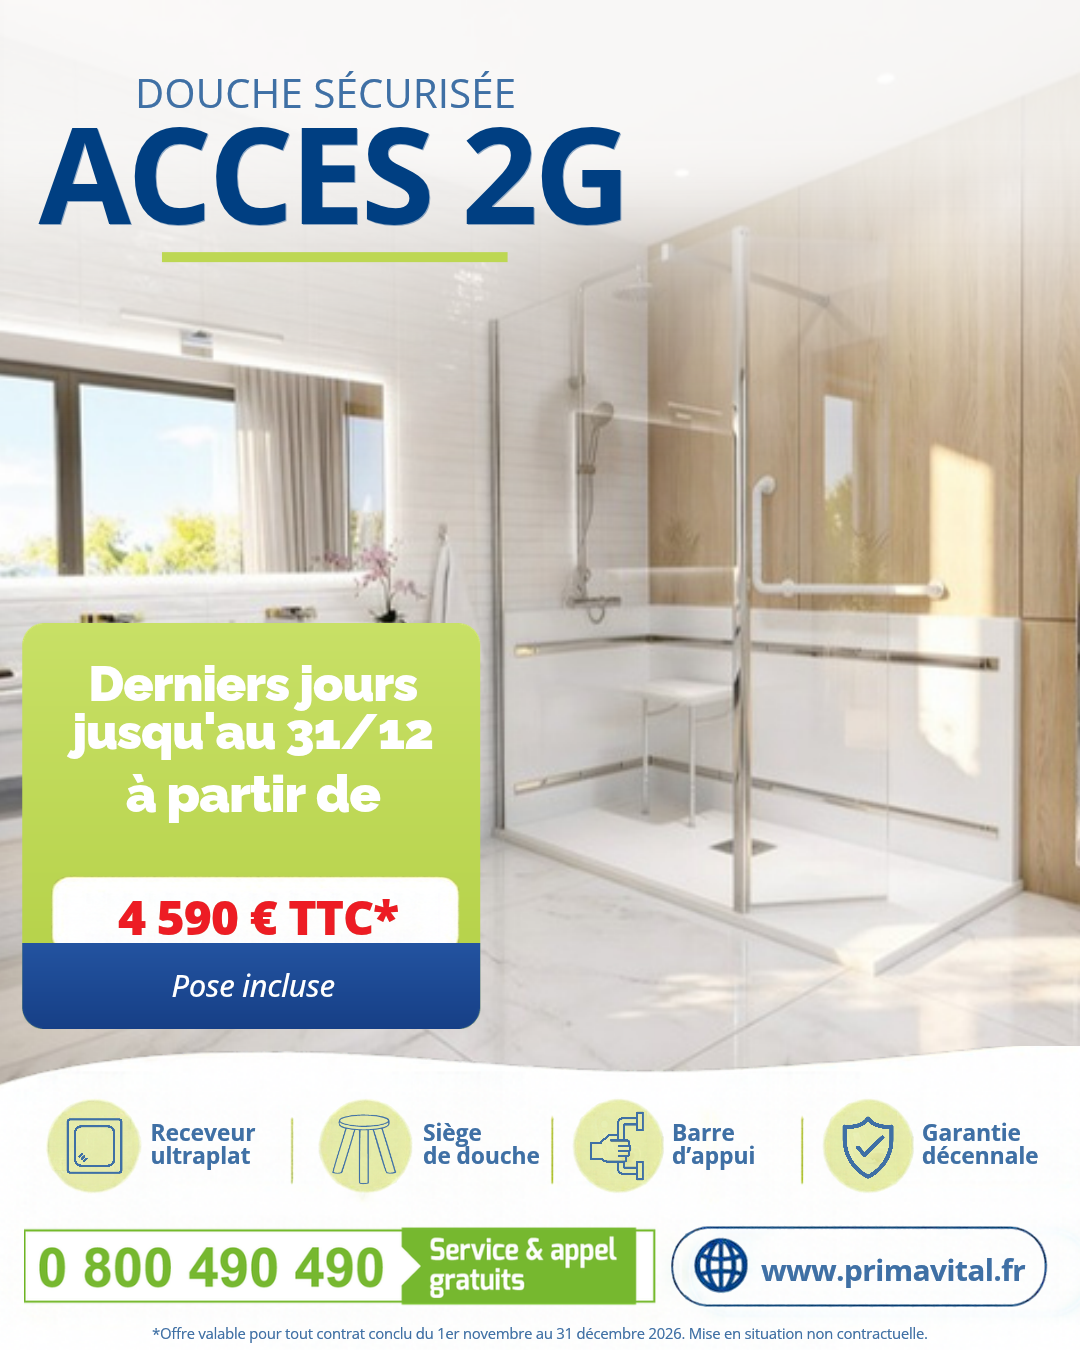 DOUCHE SÉCURISÉE
ACCES 2G
Derniers jours
jusqu'au 31/12
à partir de
4 590 € TTC*
Pose incluse
Receveur
ultraplat
Siège
de douche
Barre
d’appui
Garantie
décennale
0 800 490 490
Service & appel
gratuits
www.primavital.fr
*Offre valable pour tout contrat conclu du 1er novembre au 31 décembre 2026. Mise en situation non contractuelle.